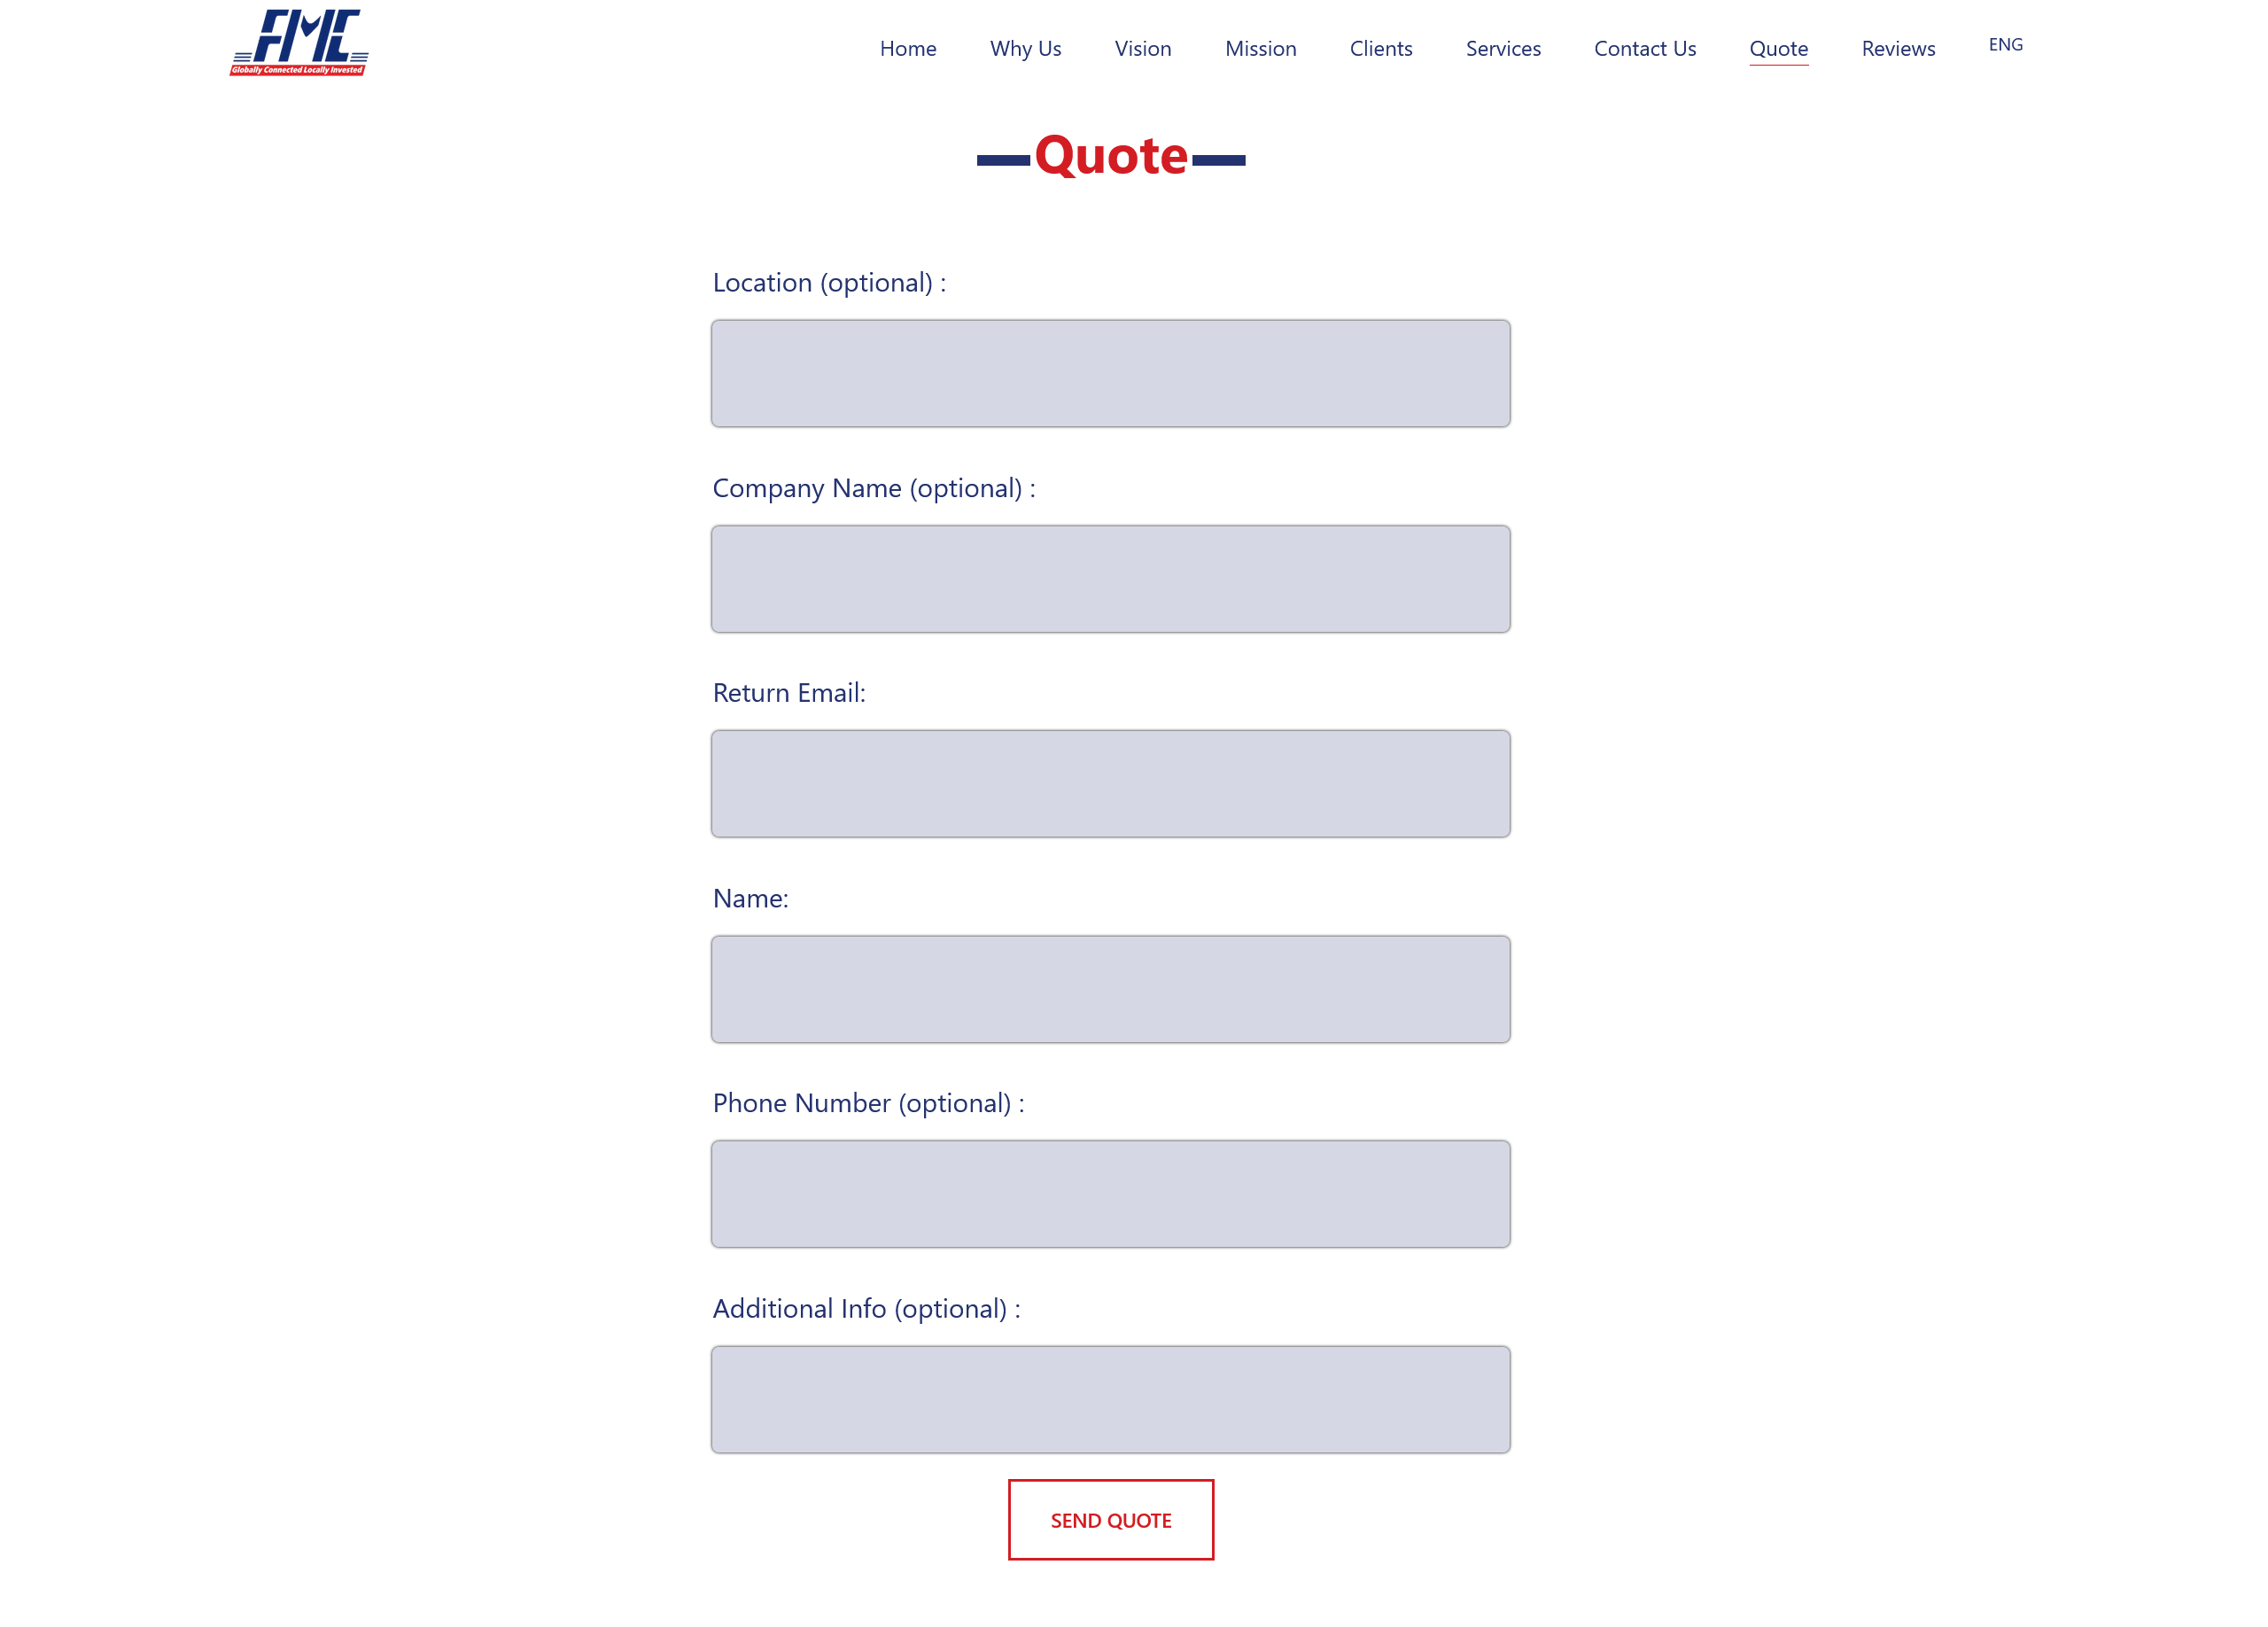 FMC
Globally Connected Locally Invested
Home Why Us Vision Mission Clients Services Contact Us Quote Reviews ENG
Quote
Location (optional) :
Company Name (optional) :
Return Email:
Name:
Phone Number (optional) :
Additional Info (optional) :
SEND QUOTE